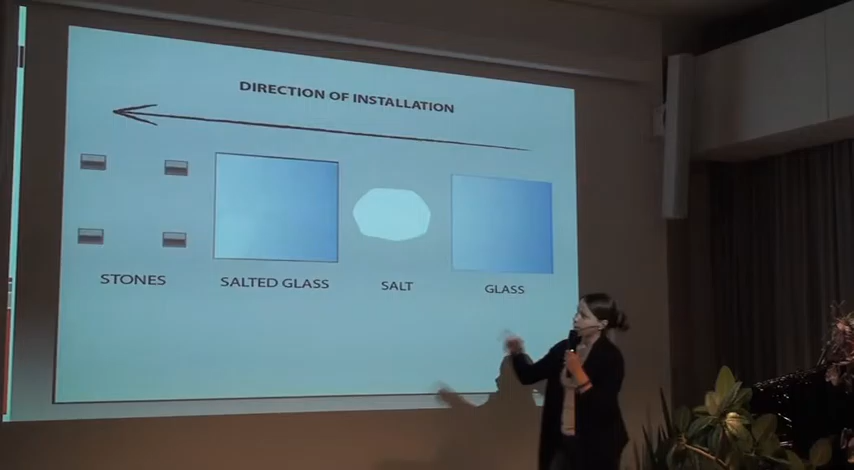 DIRECTION OF INSTALLATION
STONES
SALTED GLASS
SALT
GLASS